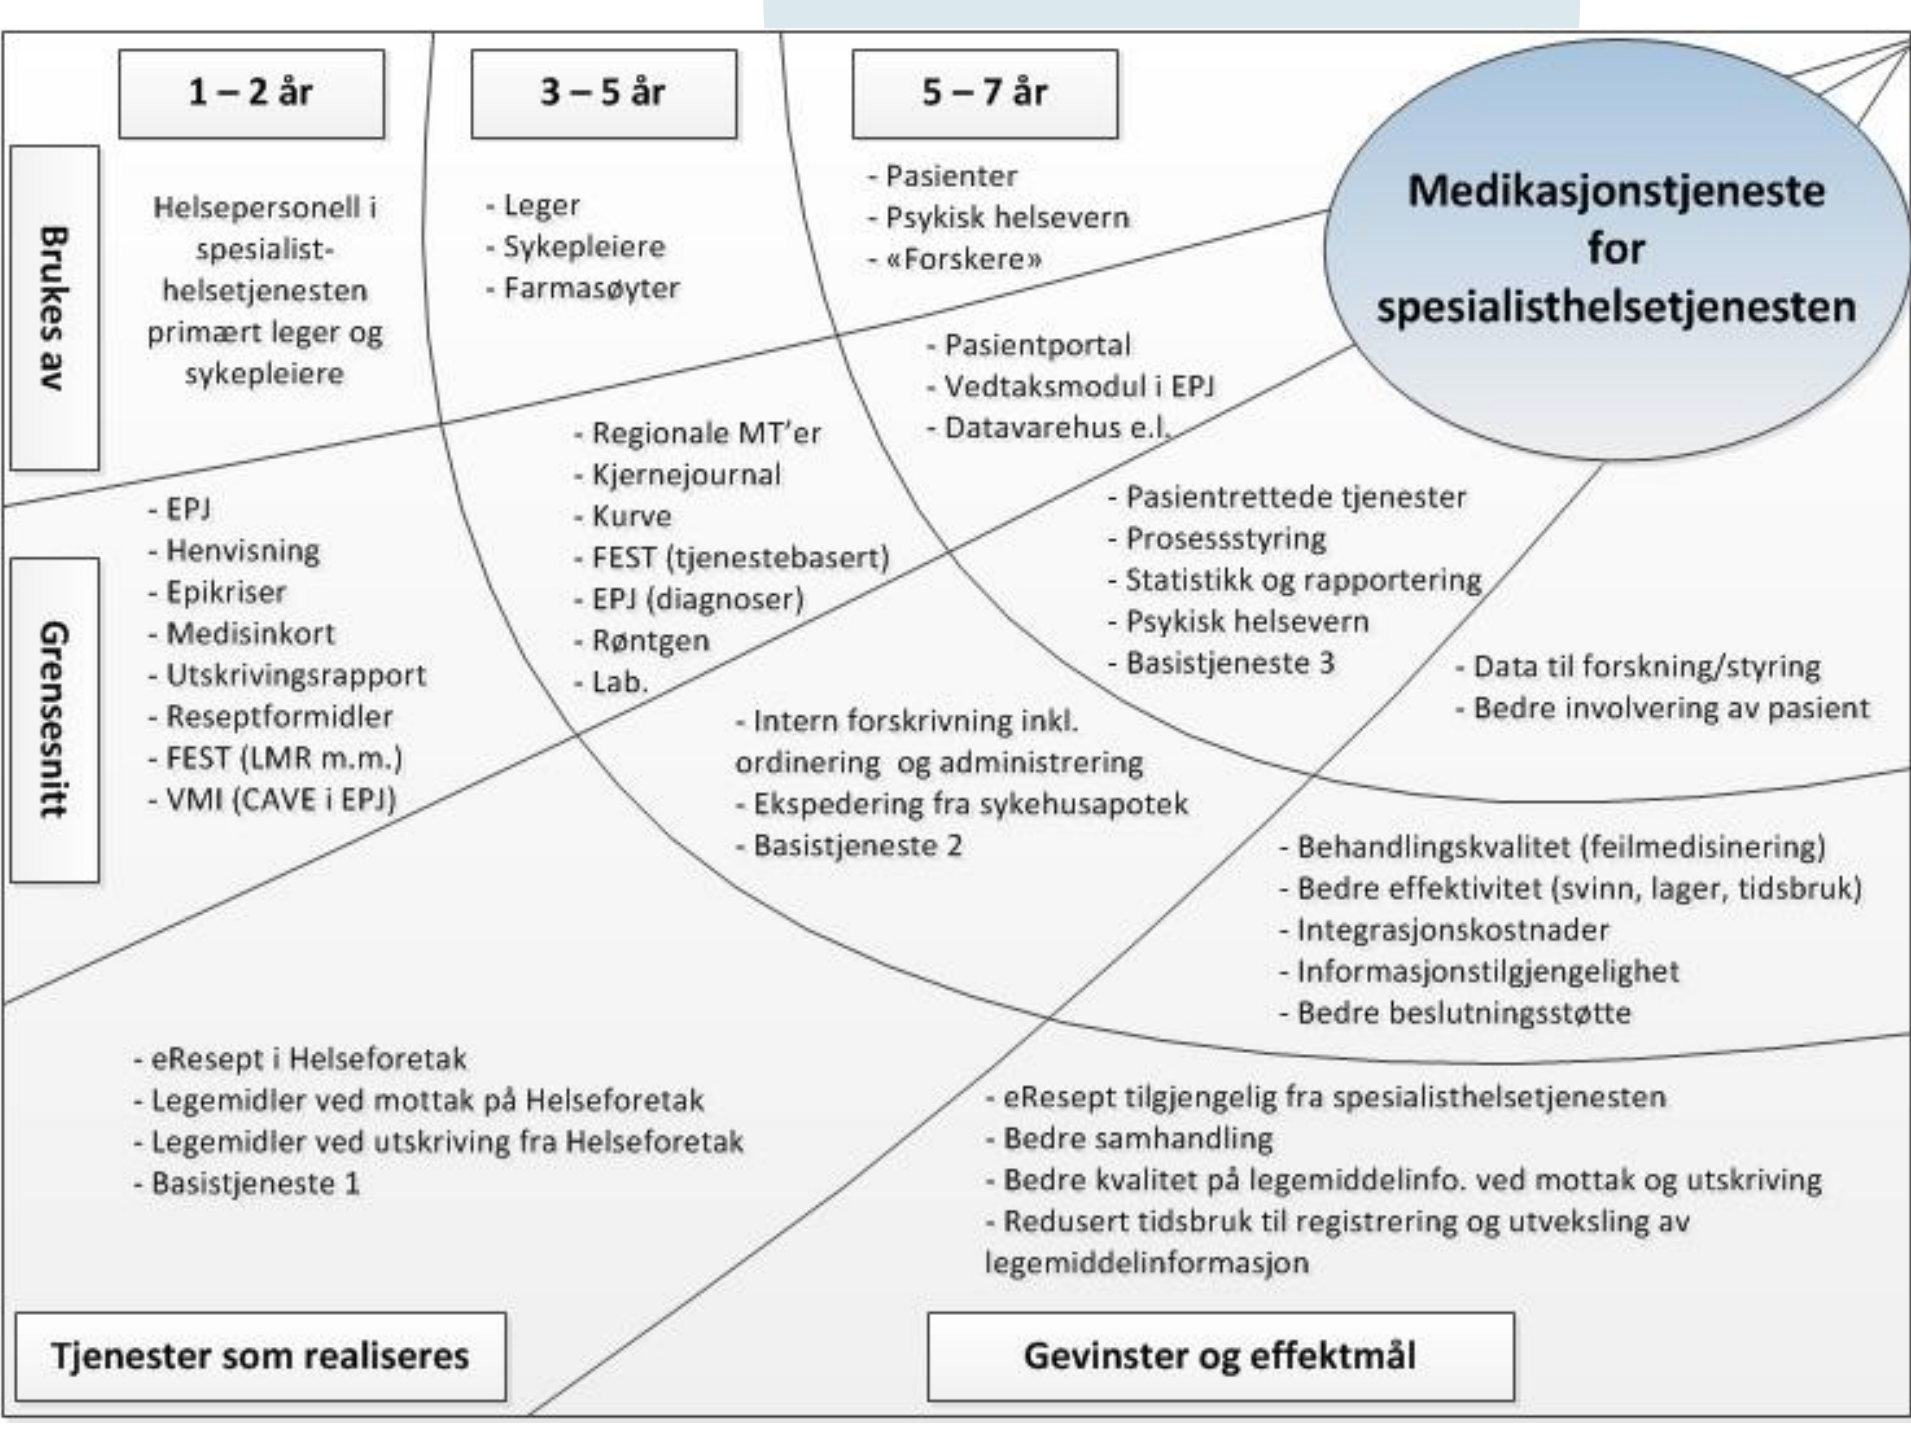 1 – 2 år
3 – 5 år
5 – 7 år
Medikasjonstjeneste
for
spesialisthelsetjenesten
Brukes av
Helsepersonell i
spesialist-
helsetjenesten
primært leger og
sykepleiere
- Leger
- Sykepleiere
- Farmasøyter
- Pasienter
- Psykisk helsevern
- «Forskere»
Grensesnitt
- EPJ
- Henvisning
- Epikriser
- Medisinkort
- Utskrivingsrapport
- Reseptformidler
- FEST (LMR m.m.)
- VMI (CAVE i EPJ)
- Regionale MT’er
- Kjernejournal
- Kurve
- FEST (tjenestebasert)
- EPJ (diagnoser)
- Røntgen
- Lab.
- Pasientportal
- Vedtaksmodul i EPJ
- Datavarehus e.l.
- eResept i Helseforetak
- Legemidler ved mottak på Helseforetak
- Legemidler ved utskriving fra Helseforetak
- Basistjeneste 1
- Intern forskrivning inkl.
ordinering og administrering
- Ekspedering fra sykehusapotek
- Basistjeneste 2
- Pasientrettede tjenester
- Prosessstyring
- Statistikk og rapportering
- Psykisk helsevern
- Basistjeneste 3
Tjenester som realiseres
- Data til forskning/styring
- Bedre involvering av pasient
- Behandlingskvalitet (feilmedisinering)
- Bedre effektivitet (svinn, lager, tidsbruk)
- Integrasjonskostnader
- Informasjonstilgjengelighet
- Bedre beslutningsstøtte
- eResept tilgjengelig fra spesialisthelsetjenesten
- Bedre samhandling
- Bedre kvalitet på legemiddelinfo. ved mottak og utskriving
- Redusert tidsbruk til registrering og utveksling av
legemiddelinformasjon
Gevinster og effektmål